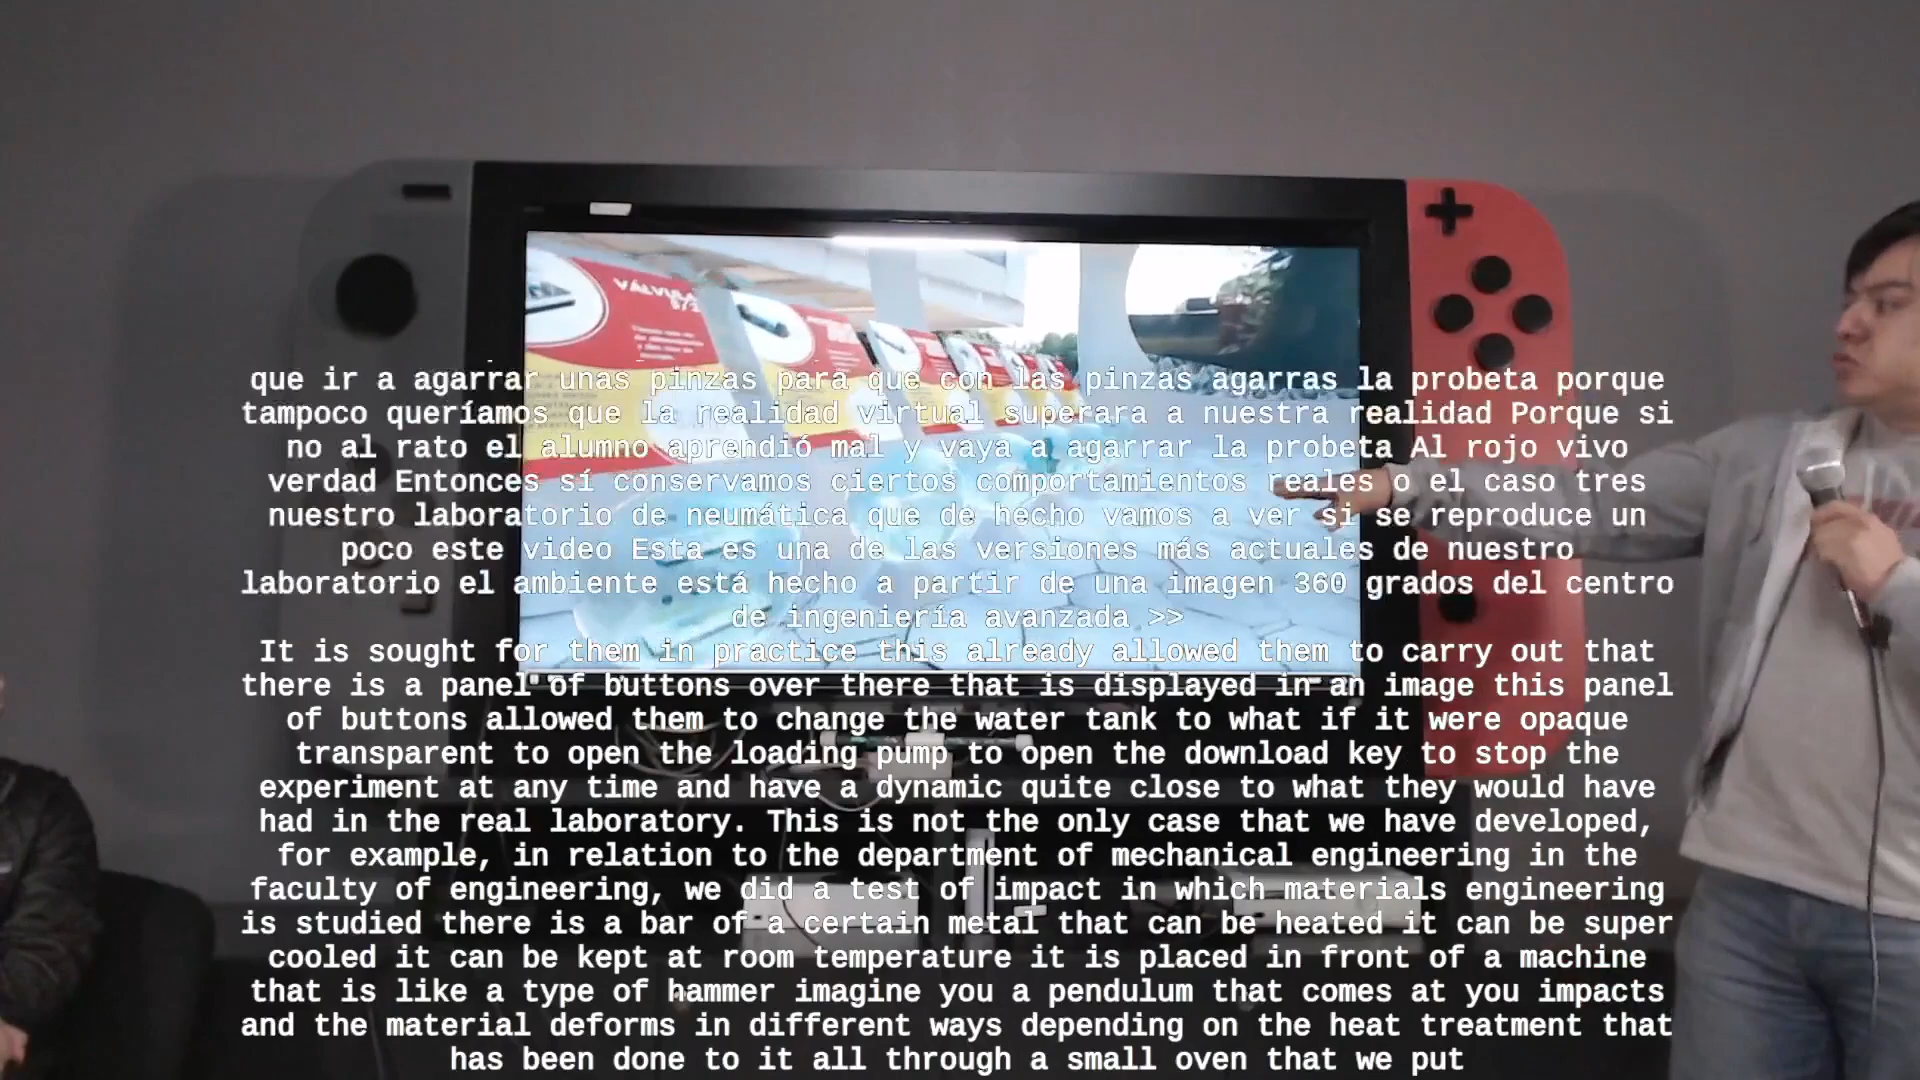 VÁLVULA
5/2
que ir a agarrar unas pinzas para que con las pinzas agarras la probeta porque
tampoco queríamos que la realidad virtual superara a nuestra realidad Porque si
no al rato el alumno aprendió mal y vaya a agarrar la probeta Al rojo vivo
verdad Entonces sí conservamos ciertos comportamientos reales o el caso tres
nuestro laboratorio de neumática que de hecho vamos a ver si se reproduce un
poco este video Esta es una de las versiones más actuales de nuestro
laboratorio el ambiente está hecho a partir de una imagen 360 grados del centro
de ingeniería avanzada >>
It is sought for them in practice this already allowed them to carry out that
there is a panel of buttons over there that is displayed in an image this panel
of buttons allowed them to change the water tank to what if it were opaque
transparent to open the loading pump to open the download key to stop the
experiment at any time and have a dynamic quite close to what they would have
had in the real laboratory. This is not the only case that we have developed,
for example, in relation to the department of mechanical engineering in the
faculty of engineering, we did a test of impact in which materials engineering
is studied there is a bar of a certain metal that can be heated it can be super
cooled it can be kept at room temperature it is placed in front of a machine
that is like a type of hammer imagine you a pendulum that comes at you impacts
and the material deforms in different ways depending on the heat treatment that
has been done to it all through a small oven that we put